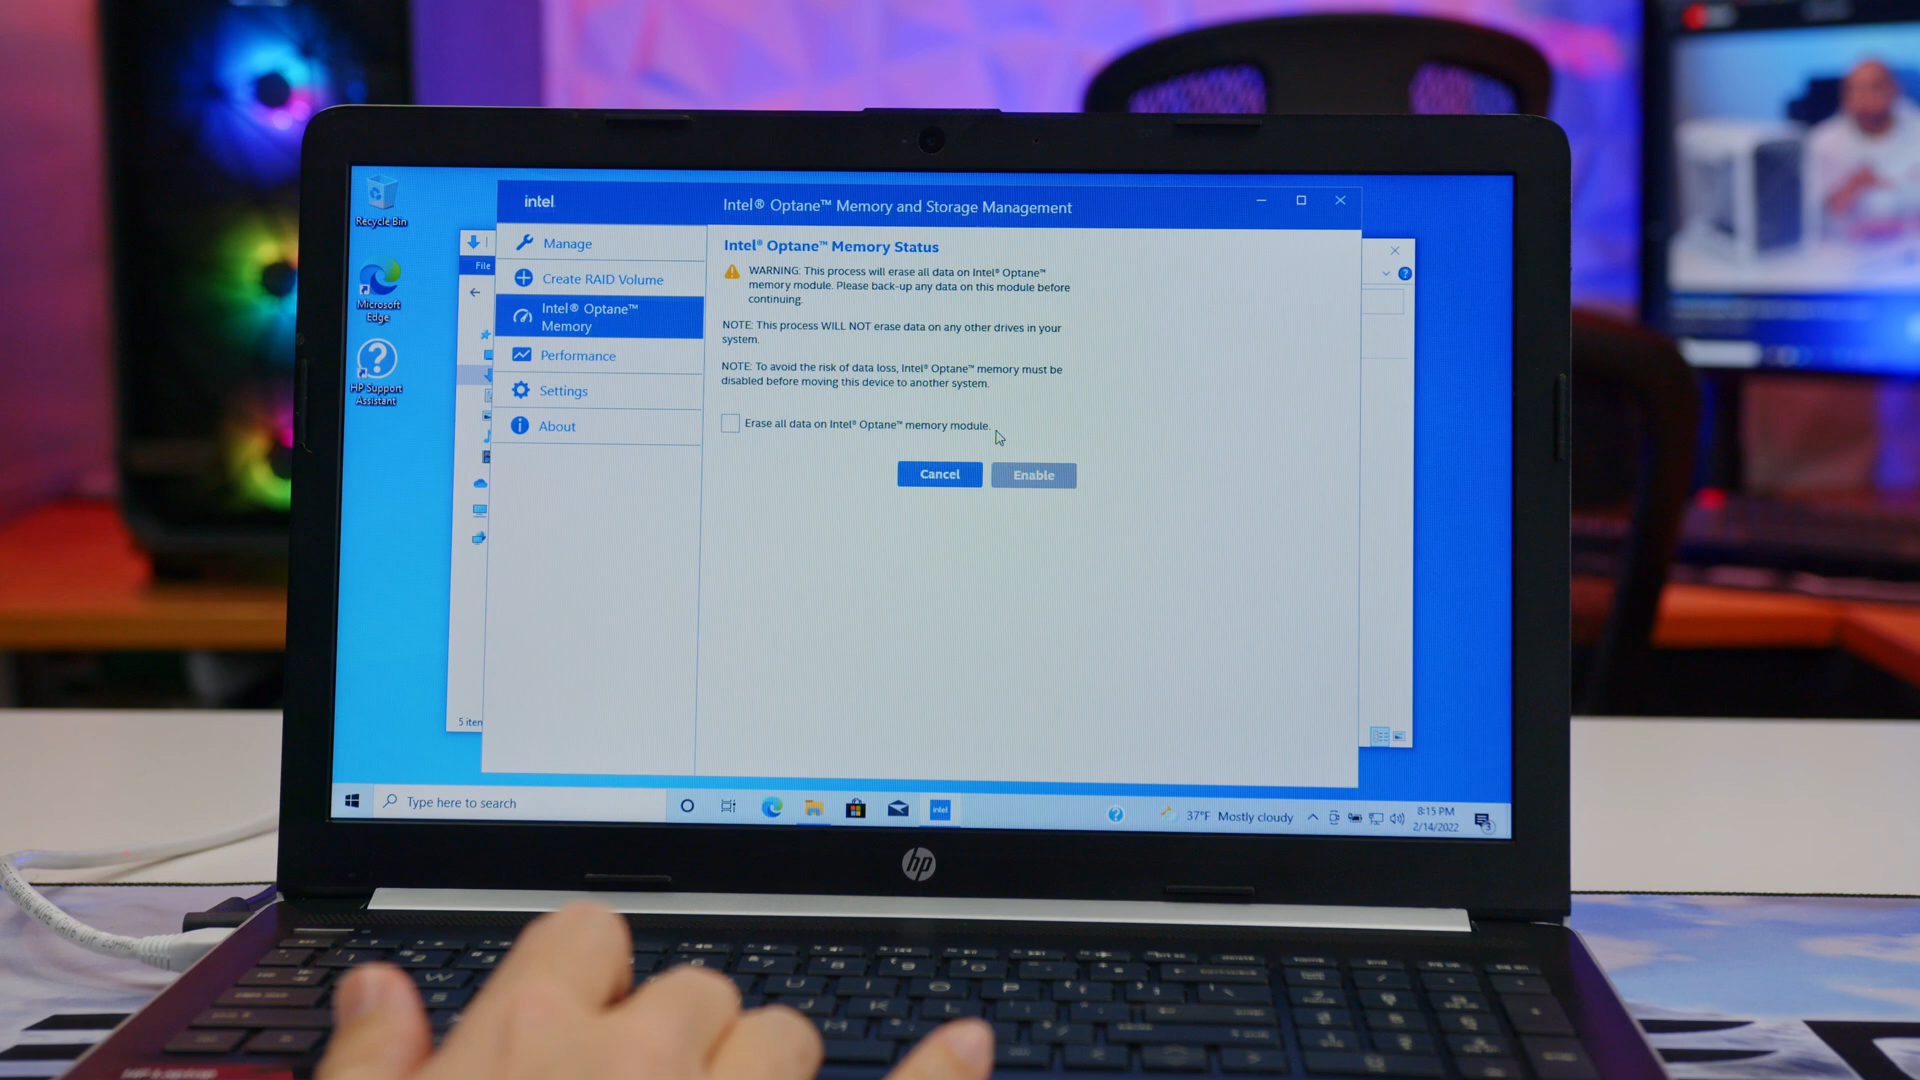 Recycle Bin
Microsoft
Edge
HP Support
Assistant
File
5 iten
intel.
Intel® Optane™ Memory and Storage Management
Manage
Create RAID Volume
Intel® Optane™
Memory
Performance
Settings
About
Intel® Optane™ Memory Status
WARNING: This process will erase all data on Intel® Optane™
memory module. Please back-up any data on this module before
continuing.
NOTE: This process WILL NOT erase data on any other drives in your
system.
NOTE: To avoid the risk of data loss, Intel® Optane™ memory must be
disabled before moving this device to another system.
Erase all data on Intel® Optane™ memory module.
Cancel
Enable
Type here to search
intel
37°F Mostly cloudy
8:15 PM
2/14/2022
3
hp